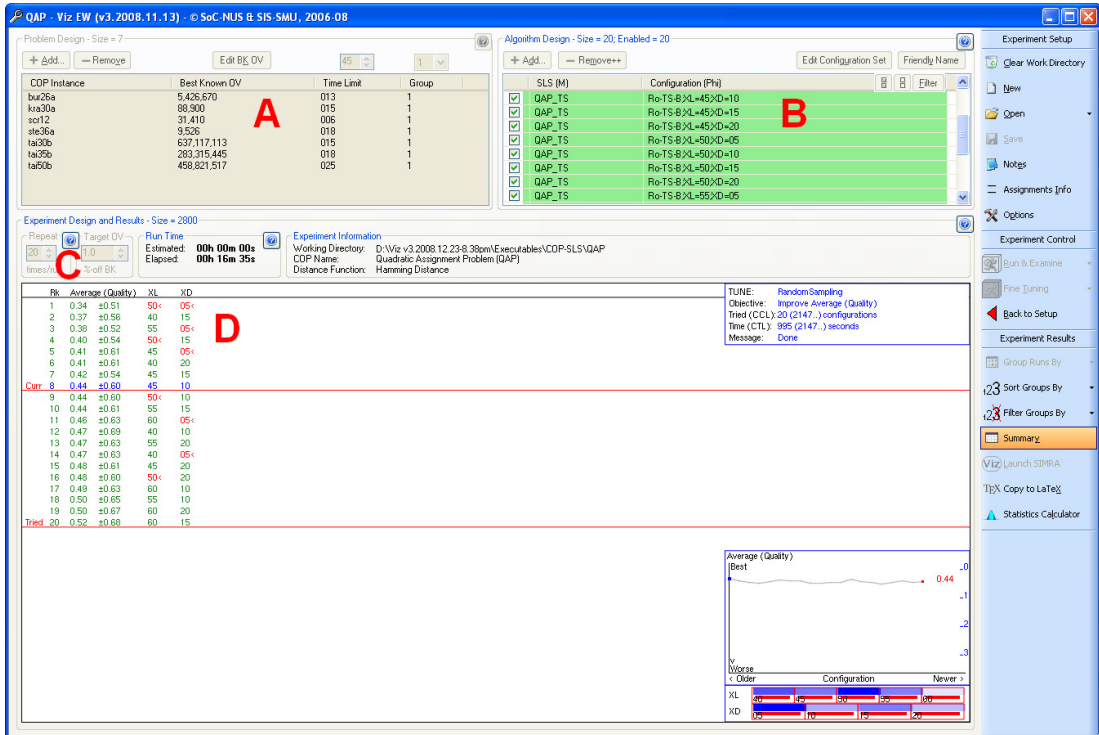 QAP - Viz EW (v3.2008.11.13) - © SoC-NUS & SIS-SMU, 2006-08
Problem Design - Size = 7
Add... Remove Edit BK OV 45 1
COP Instance Best Known OV Time Limit Group
bur26a 5,426,670 013 1
kra30a 88,900 015 1
scr12 31,410 006 1
ste36a 9,526 018 1
tai30b 637,117,113 015 1
tai35b 283,315,445 018 1
tai50b 458,821,517 025 1
A
Algorithm Design - Size = 20; Enabled = 20
Add... Remove++ Edit Configuration Set Friendly Name
SLS (M) Configuration (Phi) Filter
QAP_TS Ro-TS-B;XL=45;XD=10
QAP_TS Ro-TS-B;XL=45;XD=15
QAP_TS Ro-TS-B;XL=45;XD=20
QAP_TS Ro-TS-B;XL=50;XD=05
QAP_TS Ro-TS-B;XL=50;XD=10
QAP_TS Ro-TS-B;XL=50;XD=15
QAP_TS Ro-TS-B;XL=50;XD=20
QAP_TS Ro-TS-B;XL=55;XD=05
B
Experiment Design and Results - Size = 2800
Repeat Target OV
20 1.0
times/run %-off BK
C
Run Time
Estimated: 00h 00m 00s
Elapsed: 00h 16m 35s
Experiment Information
Working Directory: D:\Viz v3.2008.12.23-8.38pm\Executables\COP-SLS\QAP
COP Name: Quadratic Assignment Problem (QAP)
Distance Function: Hamming Distance
Rk Average (Quality) XL XD
1 0.34 ±0.51 50< 05<
2 0.37 ±0.56 40 15
3 0.38 ±0.52 55 05<
4 0.40 ±0.54 50< 15
5 0.41 ±0.61 45 05<
6 0.41 ±0.61 40 20
7 0.42 ±0.54 45 15
Curr 8 0.44 ±0.60 45 10
9 0.44 ±0.60 50< 10
10 0.44 ±0.61 55 15
11 0.46 ±0.63 60 05<
12 0.47 ±0.69 40 10
13 0.47 ±0.63 55 20
14 0.47 ±0.63 40 05<
15 0.48 ±0.61 45 20
16 0.48 ±0.60 50< 20
17 0.49 ±0.63 60 10
18 0.50 ±0.65 55 10
19 0.50 ±0.67 60 20
Tried 20 0.52 ±0.68 60 15
D
TUNE: RandomSampling
Objective: Improve Average (Quality)
Tried (CCL): 20 (2147..) configurations
Time (CTL): 995 (2147..) seconds
Message: Done
Average (Quality)
Best
_0
0.44
_1
_2
_3
v
Worse
< Older Configuration Newer >
XL 40 45 50 55 60
XD 05 10 15 20
Experiment Setup
Clear Work Directory
New
Open
Save
Notes
Assignments Info
Options
Experiment Control
Run & Examine
Fine Tuning
Back to Setup
Experiment Results
Group Runs By
123 Sort Groups By
123 Filter Groups By
Summary
Viz Launch SIMRA
TEX Copy to LaTeX
Statistics Calculator